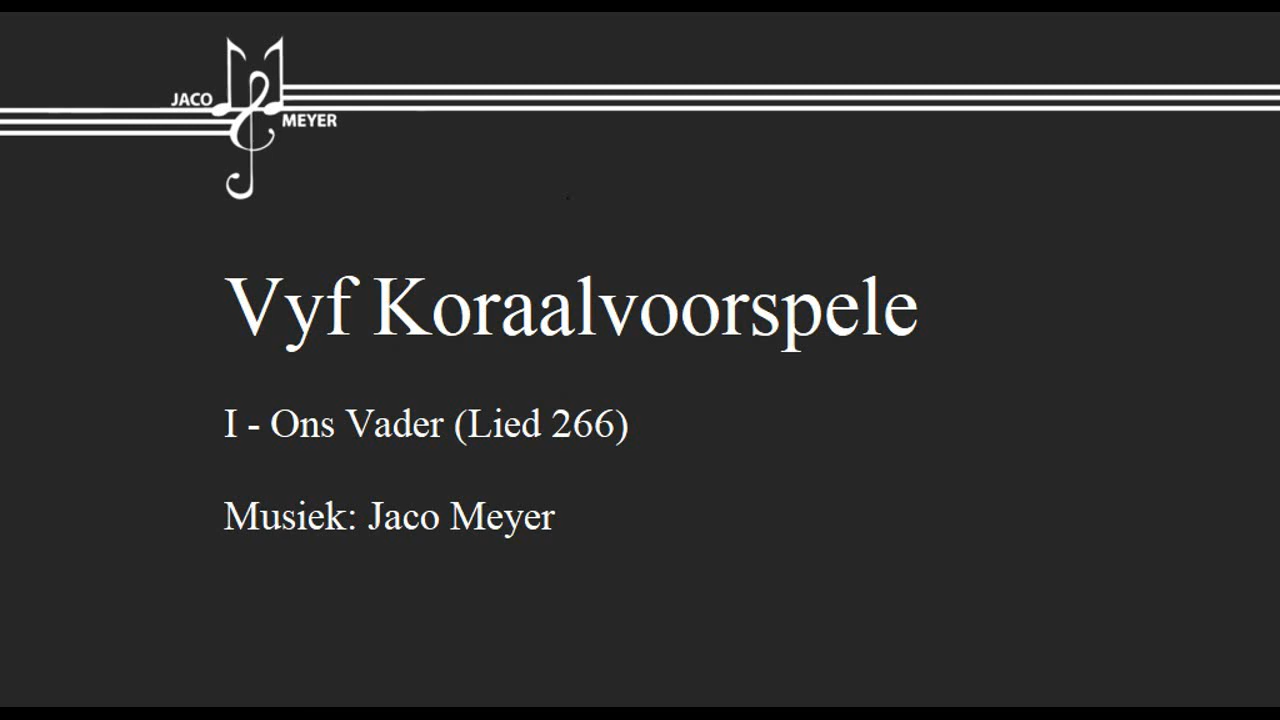 JACO
MEYER
Vyf Koraalvoorspele
I - Ons Vader (Lied 266)
Musiek: Jaco Meyer